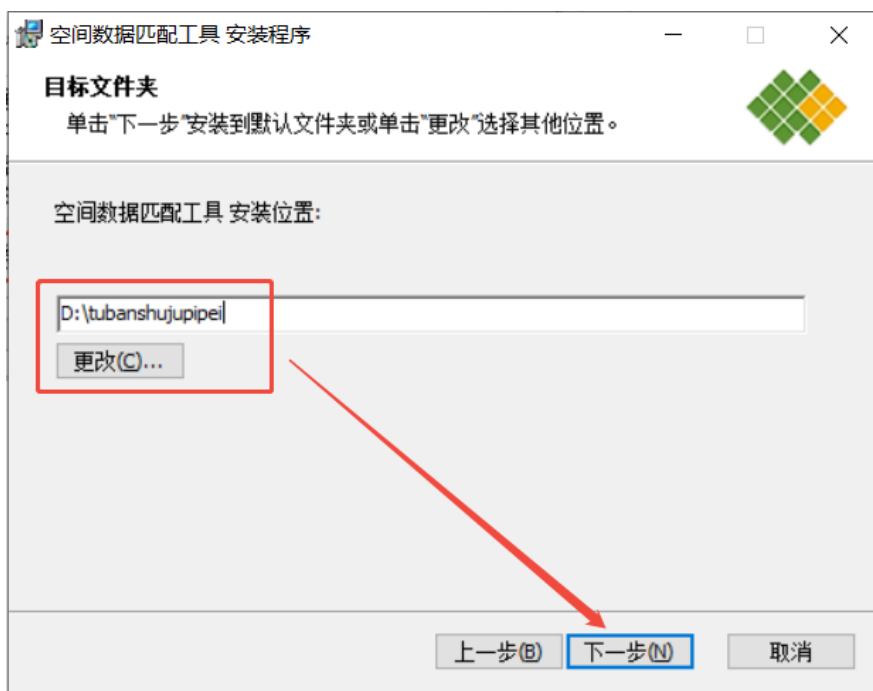 空间数据匹配工具 安装程序
目标文件夹
单击“下一步”安装到默认文件夹或单击“更改”选择其他位置。
空间数据匹配工具 安装位置:
D:\tubanshujupipei
更改(C)...
上一步(B) 下一步(N) 取消